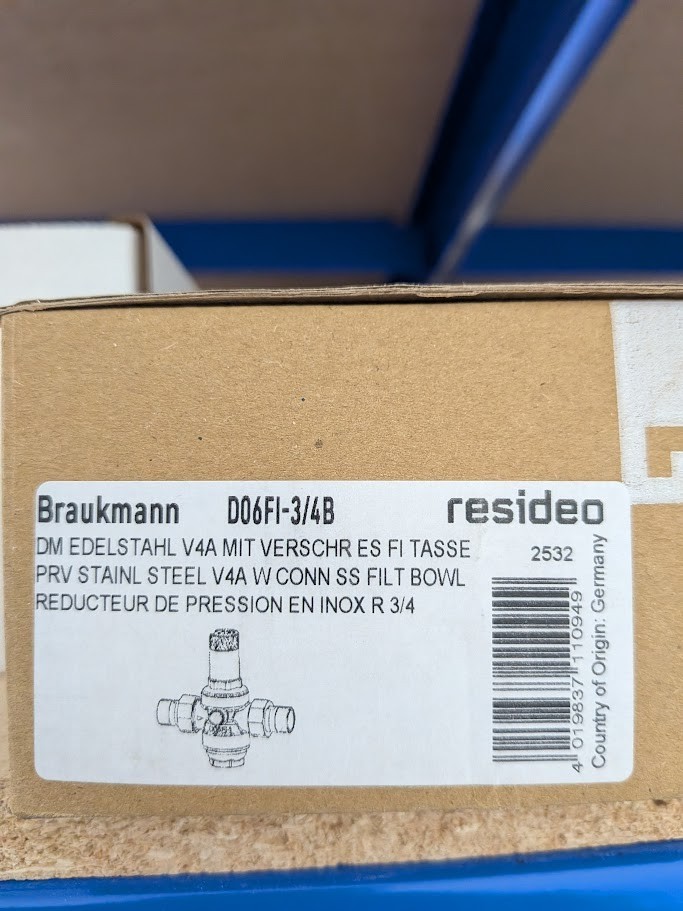 Braukmann D06FI-3/4B resideo
DM EDELSTAHL V4A MIT VERSCHR ES FI TASSE
2532
PRV STAINL STEEL V4A W CONN SS FILT BOWL
REDUCTEUR DE PRESSION EN INOX R 3/4
4 019837 110949
Country of Origin: Germany